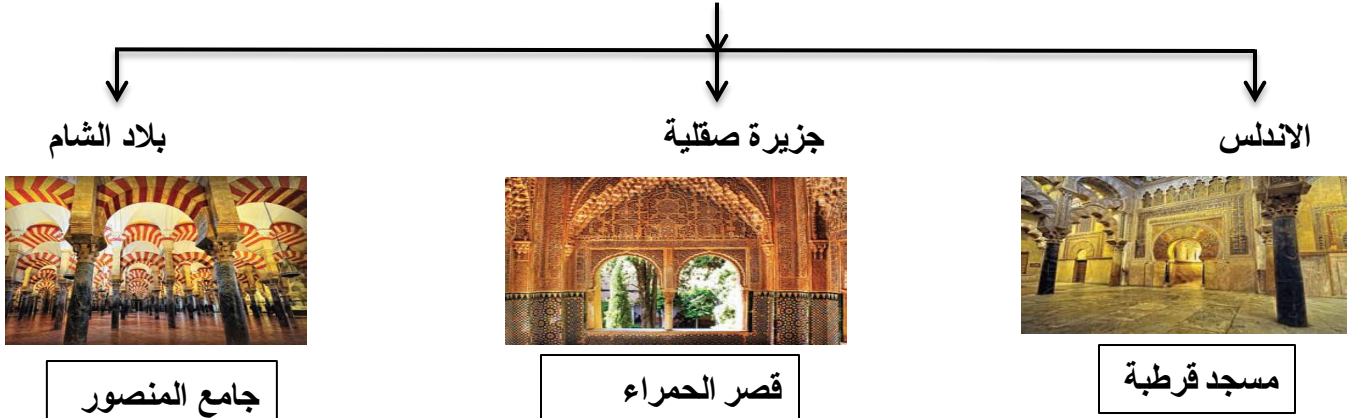 الاندلس
جزيرة صقلية
بلاد الشام
مسجد قرطبة
قصر الحمراء
جامع المنصور